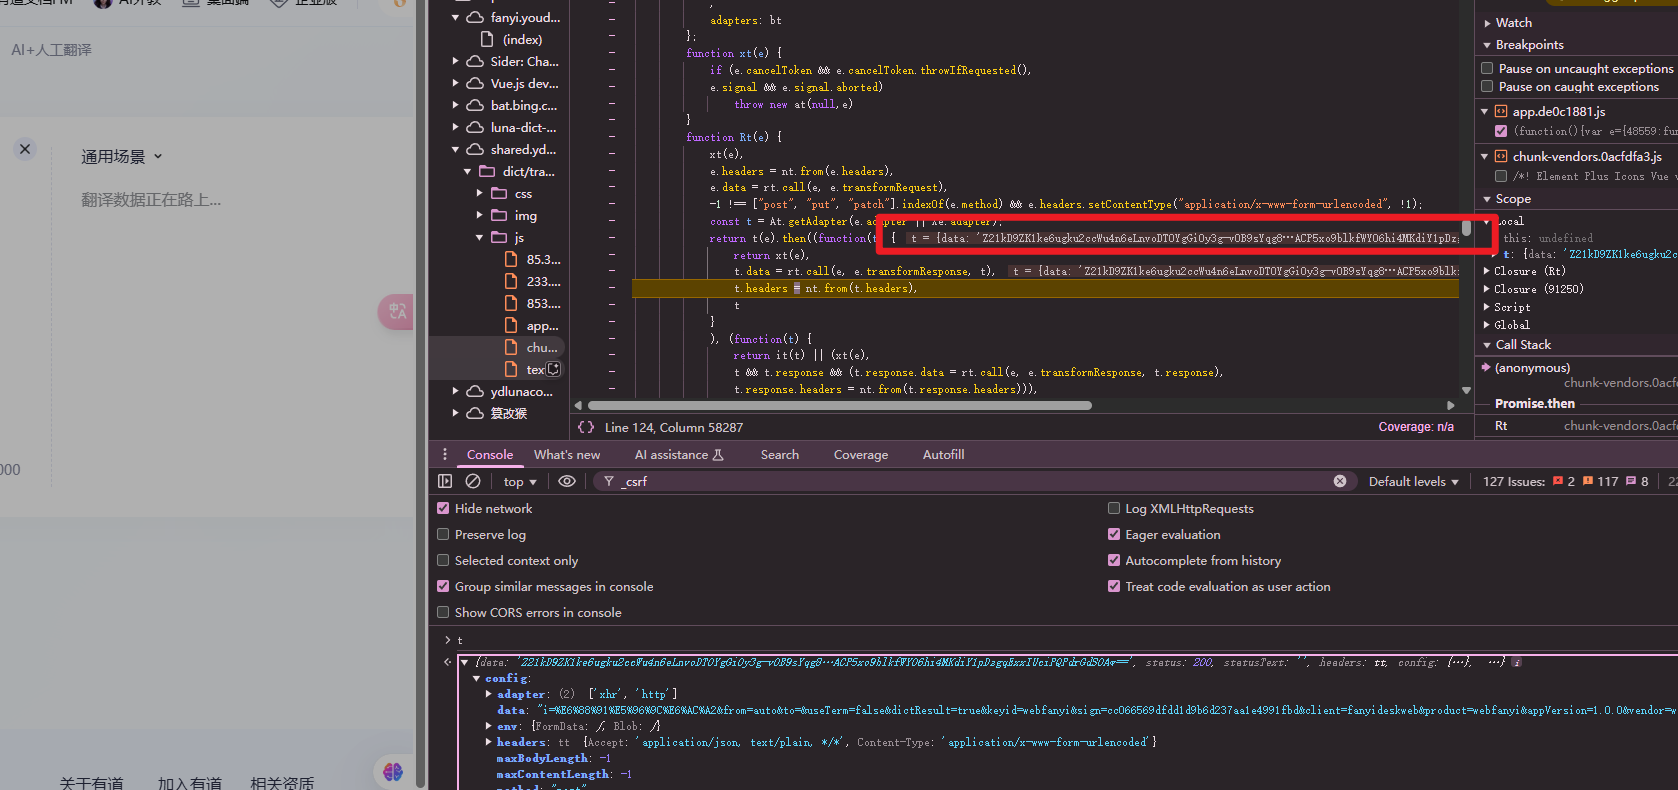 AI+人工翻译
通用场景
翻译数据正在路上...
000
关于有道
加入有道
相关资质
fanyi.youd...
(index)
Sider: Cha...
Vue.js dev...
bat.bing.c...
luna-dict-...
shared.yd...
dict/tra...
css
img
js
85.3...
233....
853....
app...
chu...
tex
ydlunaco...
篡改猴
adapters: bt
};
function xt(e) {
if (e.cancelToken && e.cancelToken.throwIfRequested(),
e.signal && e.signal.aborted)
throw new at(null,e)
}
function Rt(e) {
xt(e),
e.headers = nt.from(e.headers),
e.data = rt.call(e, e.transformRequest),
-1 !== ["post", "put", "patch"].indexOf(e.method) && e.headers.setContentType("application/x-www-form-urlencoded", !1);
const t = At.getAdapter(e.adapter || Xe.adapter);
return t(e).then((function(t) { t = {data: 'Z21kD9ZK1ke6ugku2ccWu4n6eLnvoDTOYgGiOy3g-vOB9sYqg8…ACP5xo9blkfWYO6hi4MKdiY1pDzg
return xt(e),
t.data = rt.call(e, e.transformResponse, t), t = {data: 'Z21kD9ZK1ke6ugku2ccWu4n6eLnvoDTOYgGiOy3g-vOB9sYqg8…ACP5xo9blk
t.headers = nt.from(t.headers),
t
}
), (function(t) {
return it(t) || (xt(e),
t && t.response && (t.response.data = rt.call(e, e.transformResponse, t.response),
t.response.headers = nt.from(t.response.headers))),
{} Line 124, Column 58287
Coverage: n/a
Watch
Breakpoints
Pause on uncaught exceptions
Pause on caught exceptions
app.de0c1881.js
(function(){var e={48559:fun
chunk-vendors.0acfdfa3.js
/*! Element Plus Icons Vue v
Scope
Local
this: undefined
t: {data: 'Z21kD9ZK1ke6ugku2c
Closure (Rt)
Closure (91250)
Script
Global
Call Stack
(anonymous)
chunk-vendors.0acf
Promise.then
Rt chunk-vendors.0acf
Console What's new AI assistance Search Coverage Autofill
top
_csrf
Default levels
127 Issues: 2 117 8
Hide network
Log XMLHttpRequests
Preserve log
Eager evaluation
Selected context only
Autocomplete from history
Group similar messages in console
Treat code evaluation as user action
Show CORS errors in console
t
{data: 'Z21kD9ZK1ke6ugku2ccWu4n6eLnvoDTOYgGiOy3g-vOB9sYqg8…ACP5xo9blkfWYO6hi4MKdiY1pDzgqExxIUeiPQPdrGdSOAw==', status: 200, statusText: '', headers: tt, config: {…}, …}
config:
adapter: (2) ['xhr', 'http']
data: "i=%E6%88%91%E5%96%9C%E6%AC%A2&from=auto&to=&useTerm=false&dictResult=true&keyid=webfanyi&sign=cc066569dfdd1d9b6d237aa1e4991fbd&client=fanyideskweb&product=webfanyi&appVersion=1.0.0&vendor=w
env: {FormData: ƒ, Blob: ƒ}
headers: tt {Accept: 'application/json, text/plain, */*', Content-Type: 'application/x-www-form-urlencoded'}
maxBodyLength: -1
maxContentLength: -1